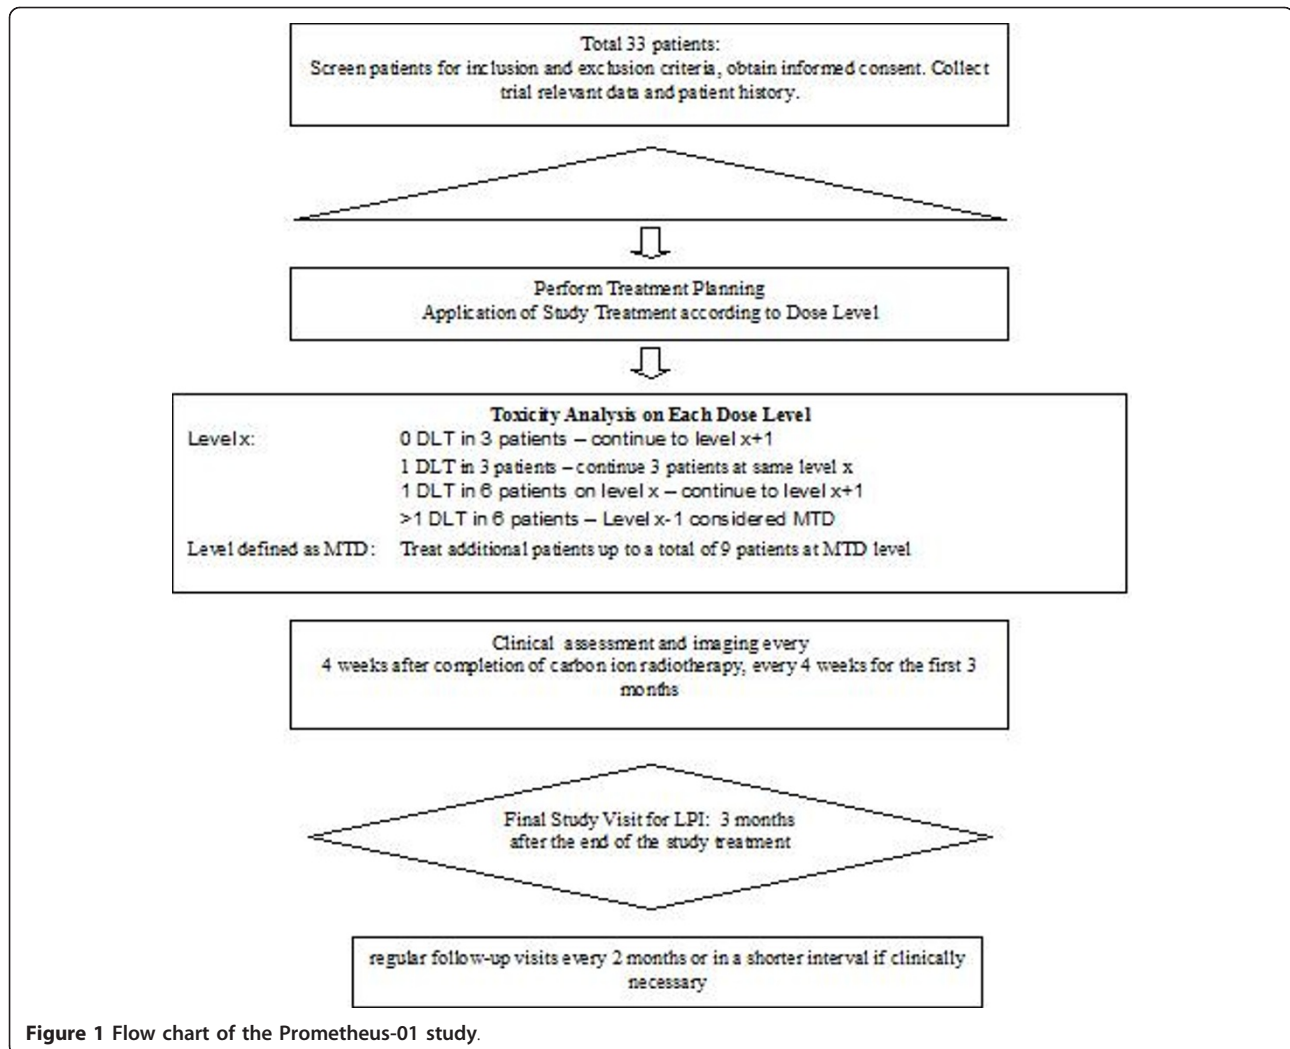 Total 33 patients:
Screen patients for inclusion and exclusion criteria, obtain informed consent. Collect
trial relevant data and patient history.
Perform Treatment Planning
Application of Study Treatment according to Dose Level
Toxicity Analysis on Each Dose Level
Level x: 0 DLT in 3 patients – continue to level x+1
1 DLT in 3 patients – continue 3 patients at same level x
1 DLT in 6 patients on level x – continue to level x+1
>1 DLT in 6 patients – Level x-1 considered MTD
Level defined as MTD: Treat additional patients up to a total of 9 patients at MTD level
Clinical assessment and imaging every
4 weeks after completion of carbon ion radiotherapy, every 4 weeks for the first 3
months
Final Study Visit for LPI: 3 months
after the end of the study treatment
regular follow-up visits every 2 months or in a shorter interval if clinically
necessary
Figure 1 Flow chart of the Prometheus-01 study.